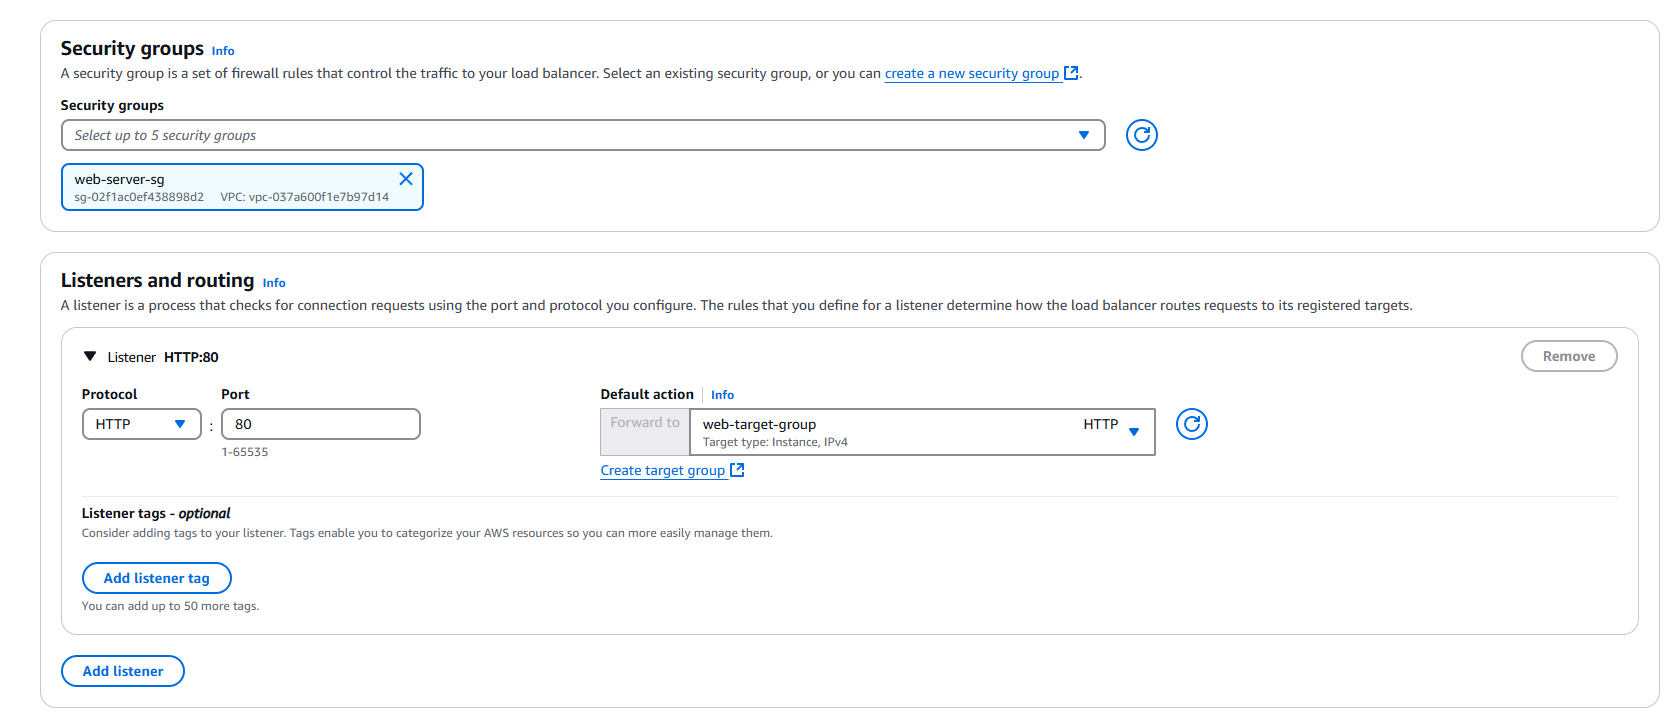 Security groups Info
A security group is a set of firewall rules that control the traffic to your load balancer. Select an existing security group, or you can create a new security group.
Security groups
Select up to 5 security groups
web-server-sg
sg-02f1ac0ef438898d2 VPC: vpc-037a600f1e7b97d14
Listeners and routing Info
A listener is a process that checks for connection requests using the port and protocol you configure. The rules that you define for a listener determine how the load balancer routes requests to its registered targets.
Listener HTTP:80
Remove
Protocol Port Default action Info
HTTP : 80 Forward to web-target-group HTTP
Target type: Instance, IPv4
1-65535
Create target group
Listener tags - optional
Consider adding tags to your listener. Tags enable you to categorize your AWS resources so you can more easily manage them.
Add listener tag
You can add up to 50 more tags.
Add listener